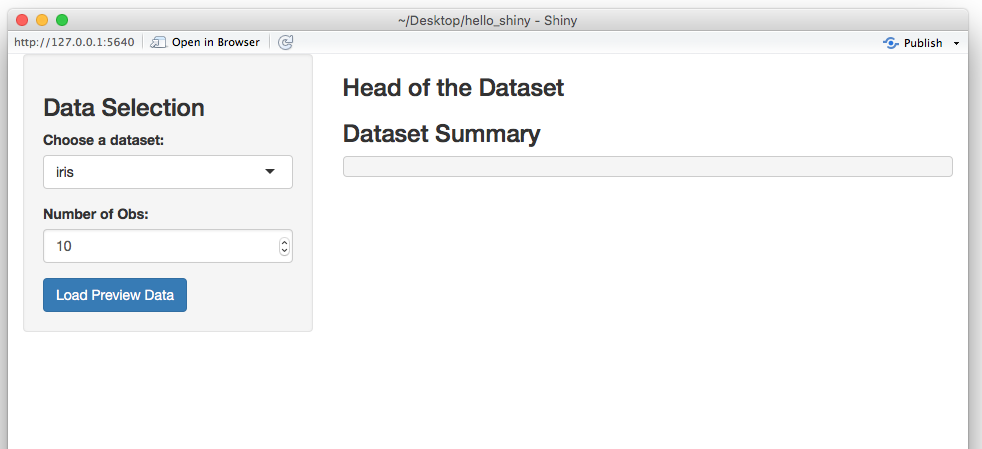 ~/Desktop/hello_shiny - Shiny
http://127.0.0.1:5640 Open in Browser Publish
Data Selection
Choose a dataset:
iris
Number of Obs:
10
Load Preview Data
Head of the Dataset
Dataset Summary